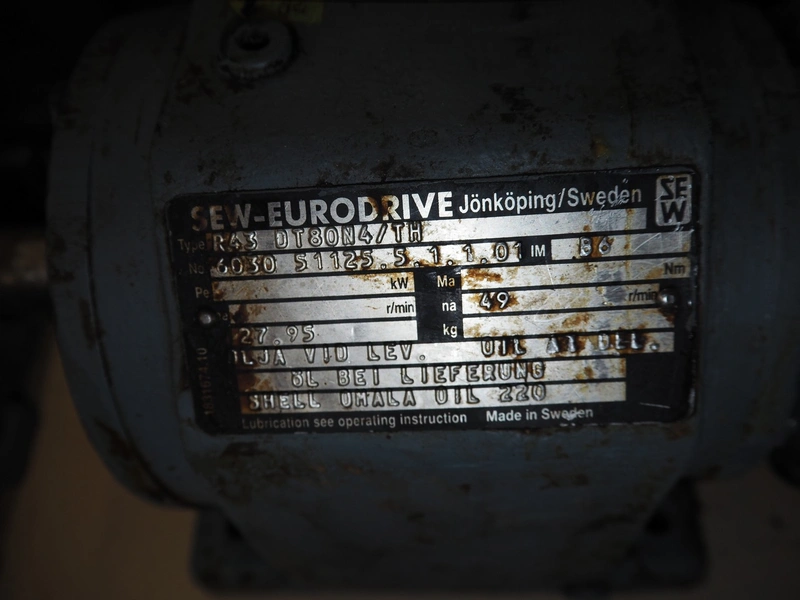 SEW-EURODRIVE Jönköping/Sweden SEW
Type R43 DT80N4/TH
No 6030 51125.5.1.1.01 IM B6
Pe kW Ma Nm
r/min na 49 r/min
27.95 kg
OLJA VID LEV. OIL AT DEL.
ÖL BEI LIEFERUNG
SHELL OMALA OIL 220
Lubrication see operating instruction Made in Sweden